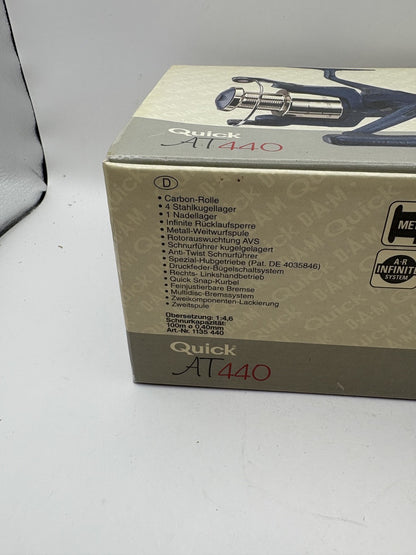 Quick
AT440
D
• Carbon-Rolle
• 4 Stahlkugellager
• 1 Nadellager
• Infinite Rücklaufsperre
• Metall-Weitwurfspule
• Rotorauswuchtung AVS
• Schnurführer kugelgelagert
• Anti-Twist Schnurführer
• Spezial-Hubgetriebe (Pat. DE 4035846)
• Druckfeder-Bügelschaltsystem
• Rechts- Linkshandbetrieb
• Quick Snap-Kurbel
• Feinjustierbare Bremse
• Multidisc-Bremssystem
• Zweikomponenten-Lackierung
• Zweitspule
Übersetzung: 1:4,6
Schnurkapazität:
100m ø 0,40mm
Art.-Nr. 1135 440
MET
A·R
INFINITE
SYSTEM
Quick
AT440